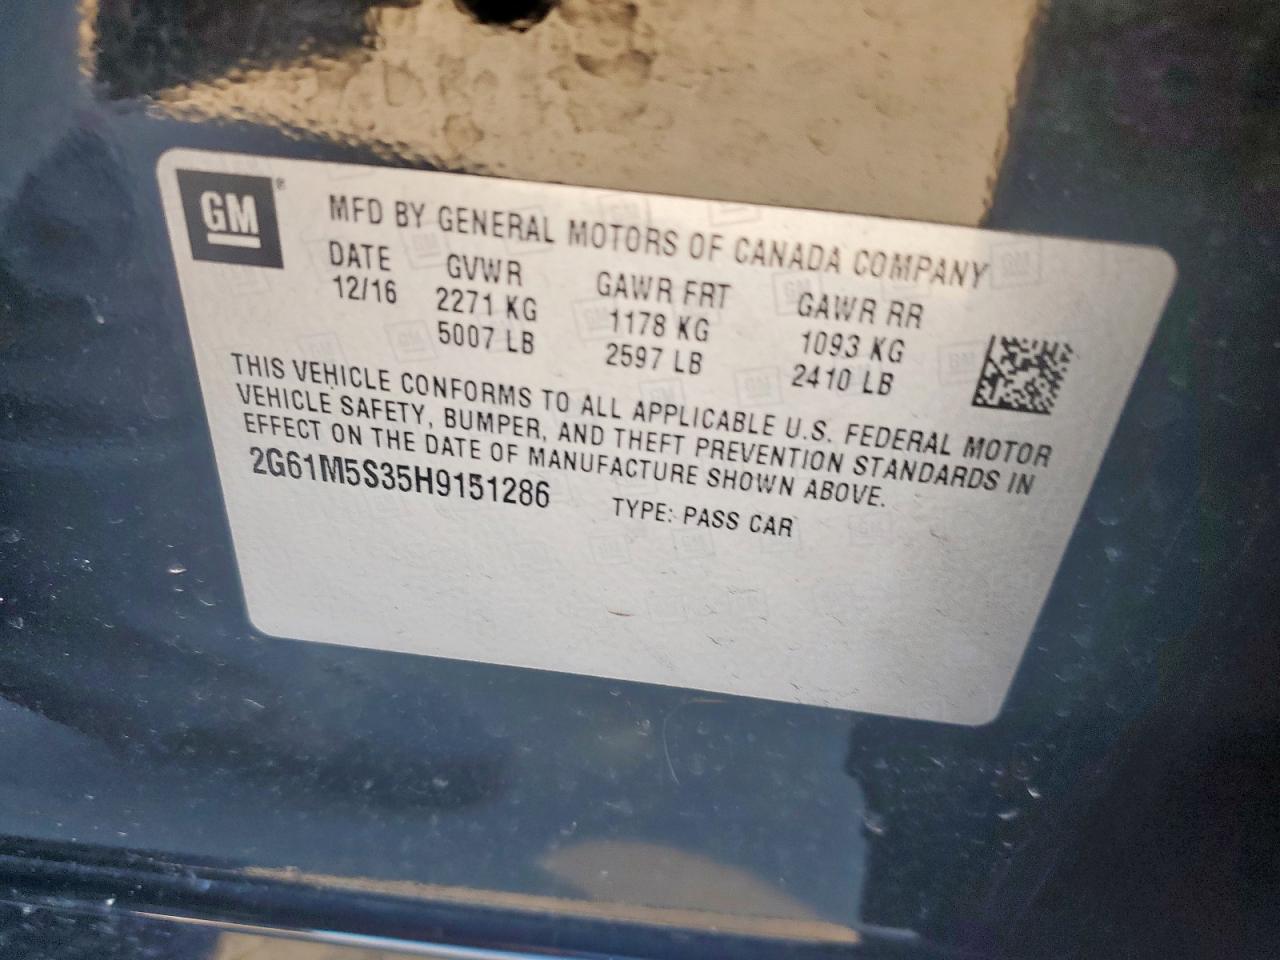 GM ®
MFD BY GENERAL MOTORS OF CANADA COMPANY
DATE GVWR GAWR FRT GAWR RR
12/16 2271 KG 1178 KG 1093 KG
5007 LB 2597 LB 2410 LB
THIS VEHICLE CONFORMS TO ALL APPLICABLE U.S. FEDERAL MOTOR
VEHICLE SAFETY, BUMPER, AND THEFT PREVENTION STANDARDS IN
EFFECT ON THE DATE OF MANUFACTURE SHOWN ABOVE.
2G61M5S35H9151286 TYPE: PASS CAR